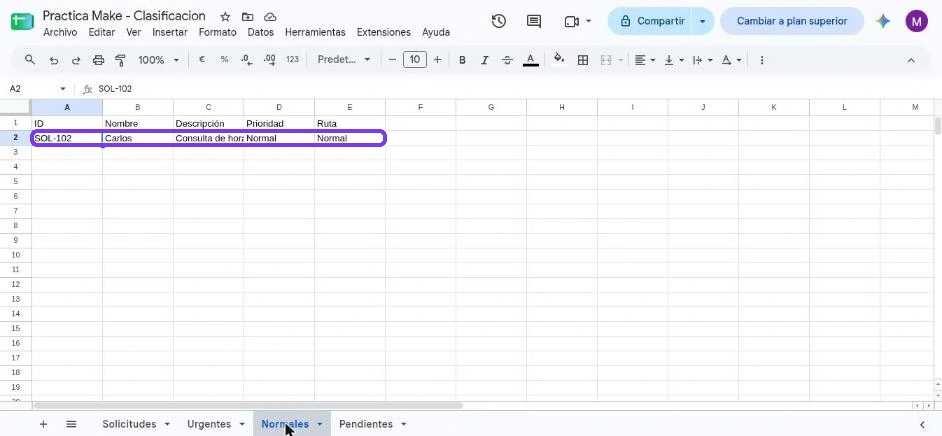 Practica Make - Clasificacion
Archivo Editar Ver Insertar Formato Datos Herramientas Extensiones Ayuda
Compartir
Cambiar a plan superior
M
100% € % .0 .00 123 Predet... − 10 + B I S A
A2 fx SOL-102
A B C D E F G H I J K L M
1 ID Nombre Descripción Prioridad Ruta
2 SOL-102 Carlos Consulta de hora Normal Normal
3
4
5
6
7
8
9
10
11
12
13
14
15
16
17
18
19
20
+ Solicitudes Urgentes Normales Pendientes